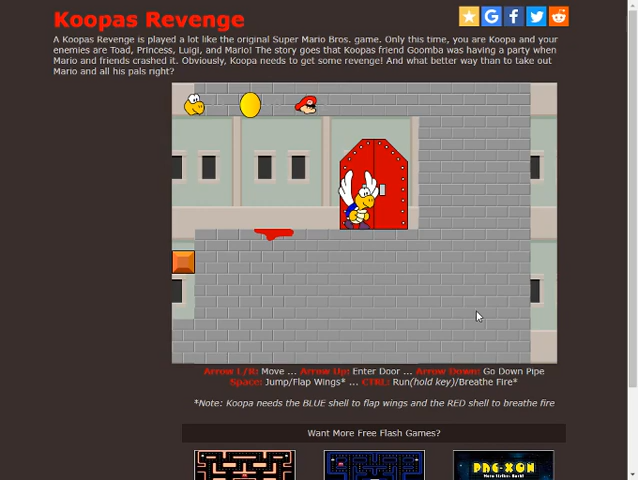 Koopas Revenge
A Koopas Revenge is played a lot like the original Super Mario Bros. game. Only this time, you are Koopa and your
enemies are Toad, Princess, Luigi, and Mario! The story goes that Koopas friend Goomba was having a party when
Mario and friends crashed it. Obviously, Koopa needs to get some revenge! And what better way than to take out
Mario and all his pals right?
Arrow L/R: Move ... Arrow Up: Enter Door ... Arrow Down: Go Down Pipe
Space: Jump/Flap Wings* ... CTRL: Run(hold key)/Breathe Fire*
*Note: Koopa needs the BLUE shell to flap wings and the RED shell to breathe fire
Want More Free Flash Games?
PAC-XON